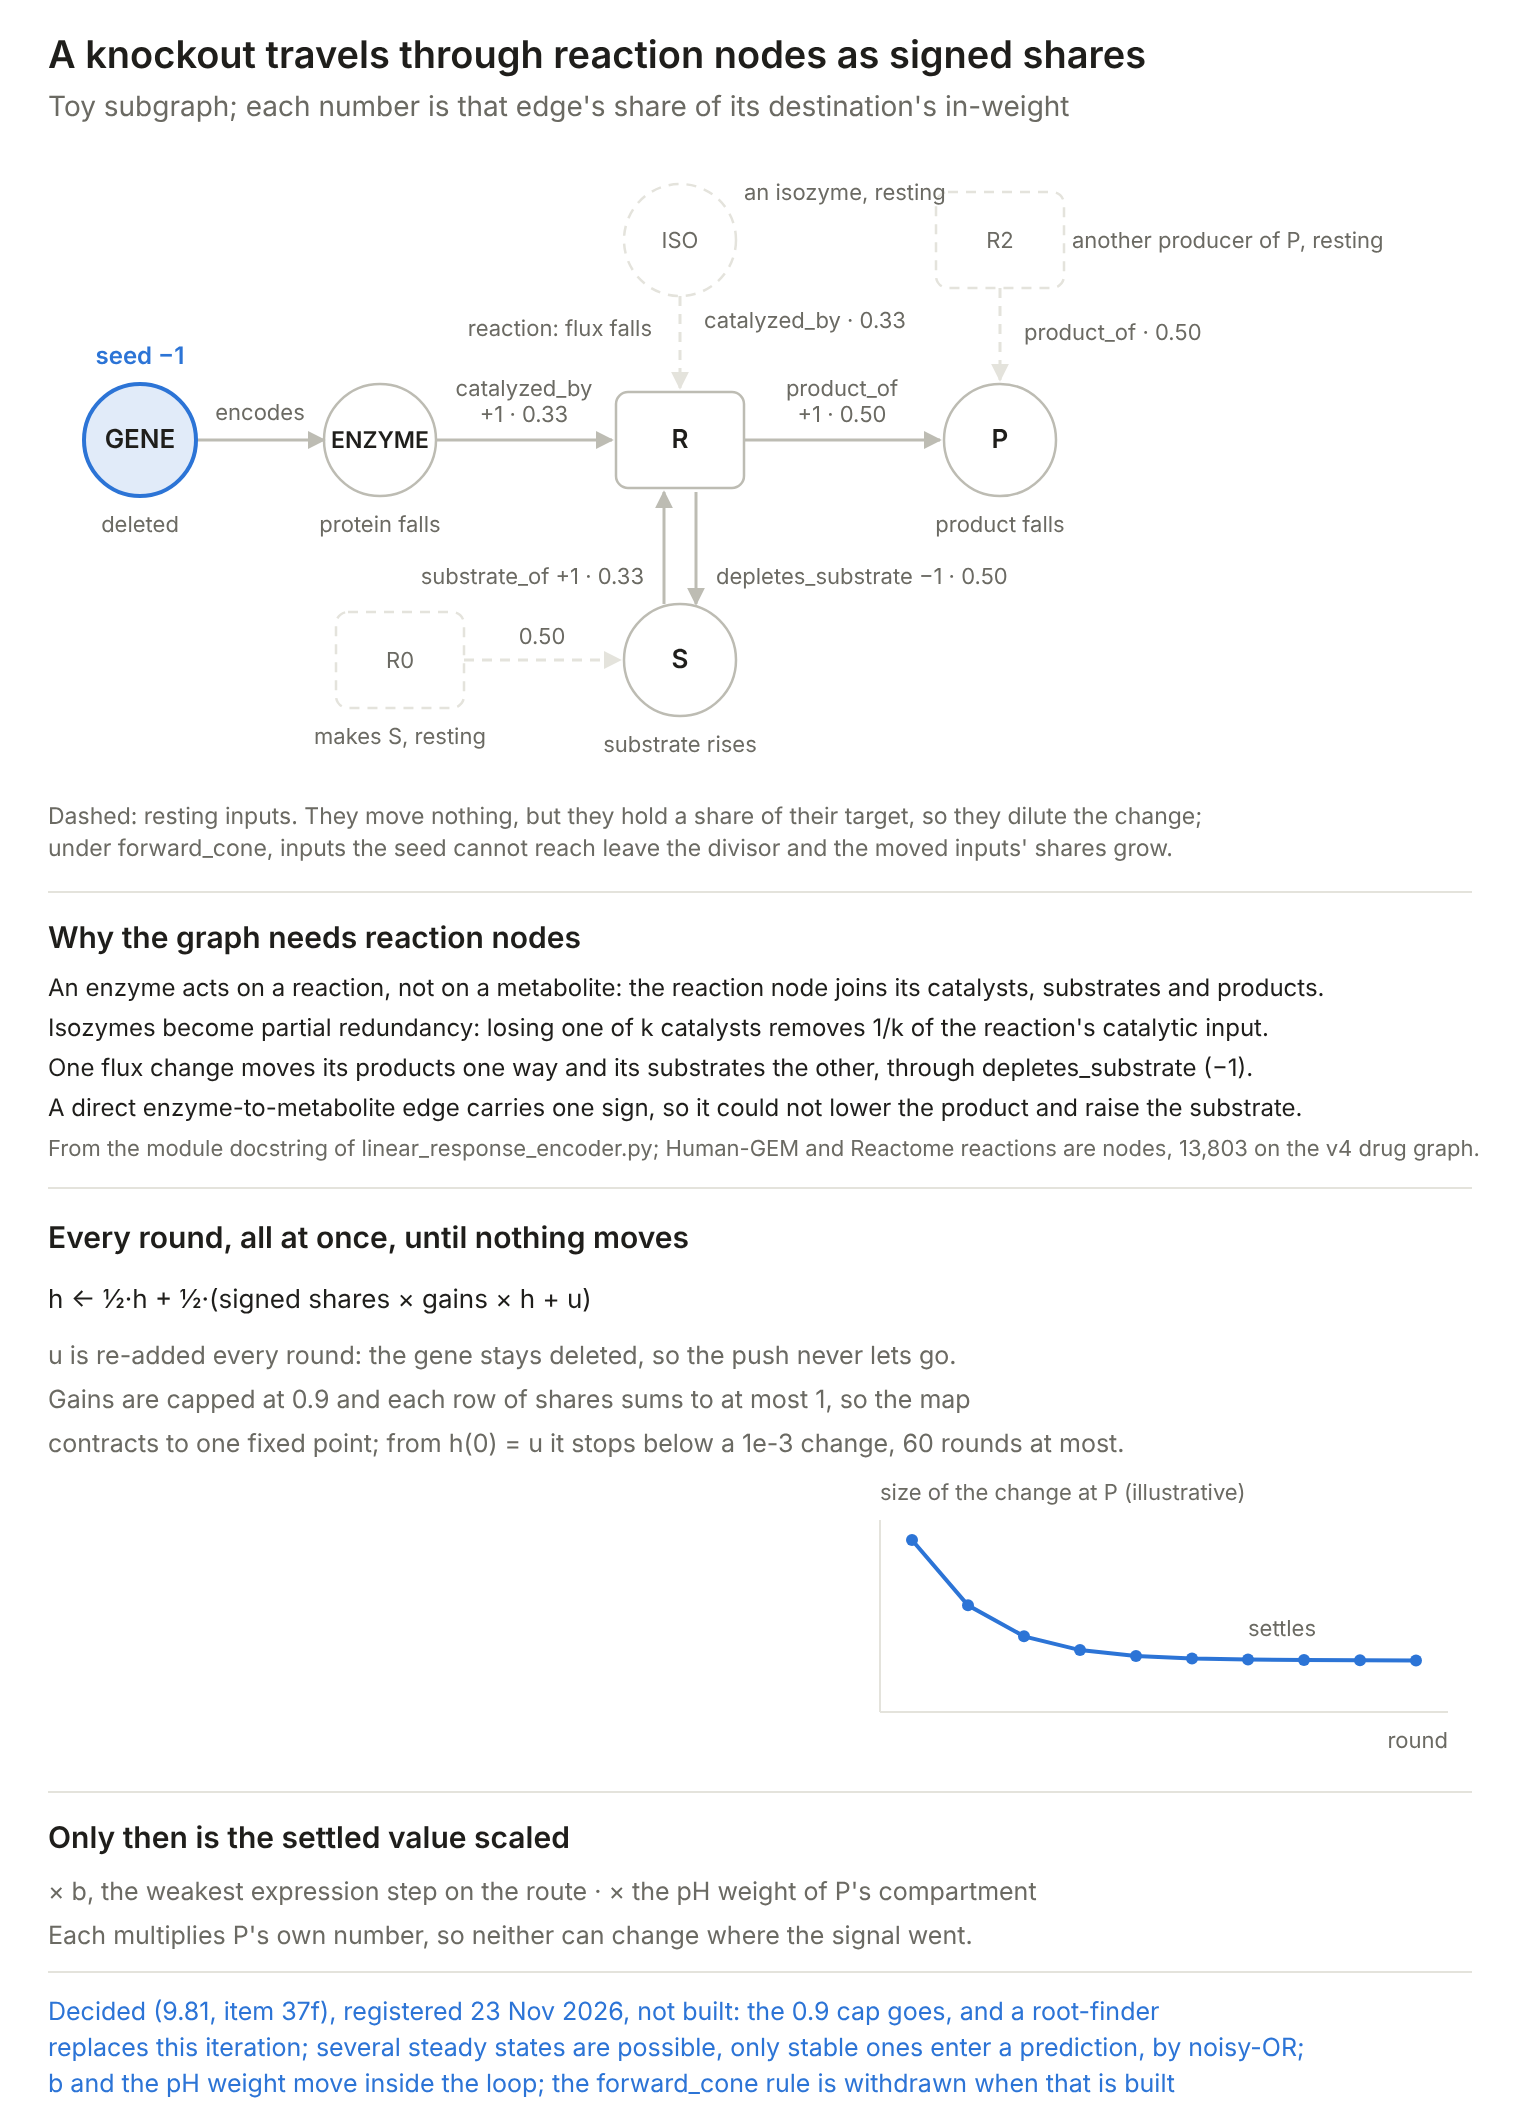 A knockout travels through reaction nodes as signed shares
Toy subgraph; each number is that edge's share of its destination's in-weight
an isozyme, resting
ISO
R2
another producer of P, resting
reaction: flux falls
catalyzed_by · 0.33
product_of · 0.50
seed −1
encodes
catalyzed_by
+1 · 0.33
product_of
+1 · 0.50
GENE
ENZYME
R
P
deleted
protein falls
product falls
substrate_of +1 · 0.33
depletes_substrate −1 · 0.50
R0
0.50
S
makes S, resting
substrate rises
Dashed: resting inputs. They move nothing, but they hold a share of their target, so they dilute the change;
under forward_cone, inputs the seed cannot reach leave the divisor and the moved inputs' shares grow.
Why the graph needs reaction nodes
An enzyme acts on a reaction, not on a metabolite: the reaction node joins its catalysts, substrates and products.
Isozymes become partial redundancy: losing one of k catalysts removes 1/k of the reaction's catalytic input.
One flux change moves its products one way and its substrates the other, through depletes_substrate (−1).
A direct enzyme-to-metabolite edge carries one sign, so it could not lower the product and raise the substrate.
From the module docstring of linear_response_encoder.py; Human-GEM and Reactome reactions are nodes, 13,803 on the v4 drug graph.
Every round, all at once, until nothing moves
h ← ½·h + ½·(signed shares × gains × h + u)
u is re-added every round: the gene stays deleted, so the push never lets go.
Gains are capped at 0.9 and each row of shares sums to at most 1, so the map
contracts to one fixed point; from h(0) = u it stops below a 1e-3 change, 60 rounds at most.
size of the change at P (illustrative)
settles
round
Only then is the settled value scaled
× b, the weakest expression step on the route · × the pH weight of P's compartment
Each multiplies P's own number, so neither can change where the signal went.
Decided (9.81, item 37f), registered 23 Nov 2026, not built: the 0.9 cap goes, and a root-finder
replaces this iteration; several steady states are possible, only stable ones enter a prediction, by noisy-OR;
b and the pH weight move inside the loop; the forward_cone rule is withdrawn when that is built